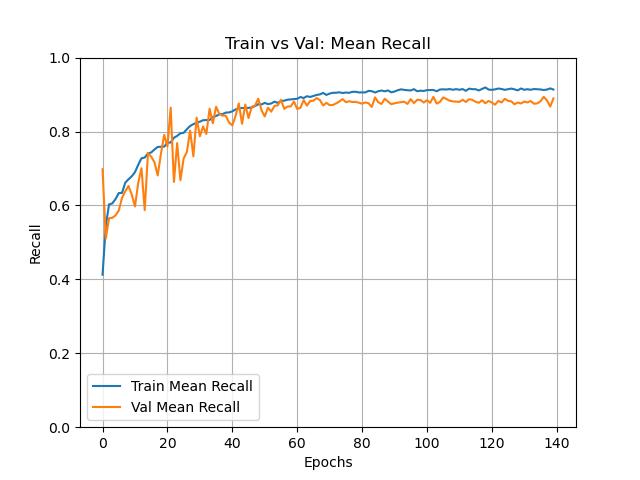 Train vs Val: Mean Recall
1.0
0.8
0.6
0.4
0.2
0.0
Recall
Train Mean Recall
Val Mean Recall
0 20 40 60 80 100 120 140
Epochs